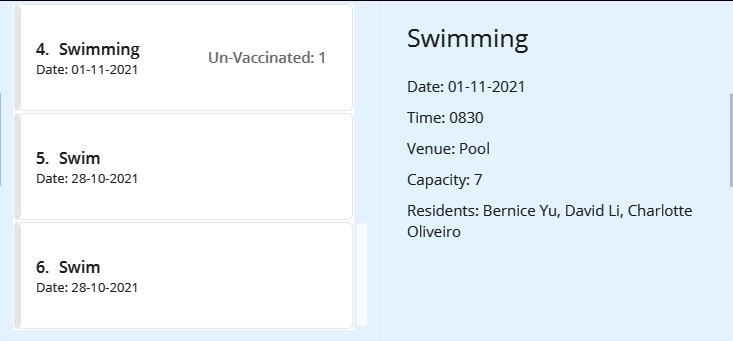 4. Swimming
Un-Vaccinated: 1
Date: 01-11-2021
5. Swim
Date: 28-10-2021
6. Swim
Date: 28-10-2021
Swimming
Date: 01-11-2021
Time: 0830
Venue: Pool
Capacity: 7
Residents: Bernice Yu, David Li, Charlotte
Oliveiro